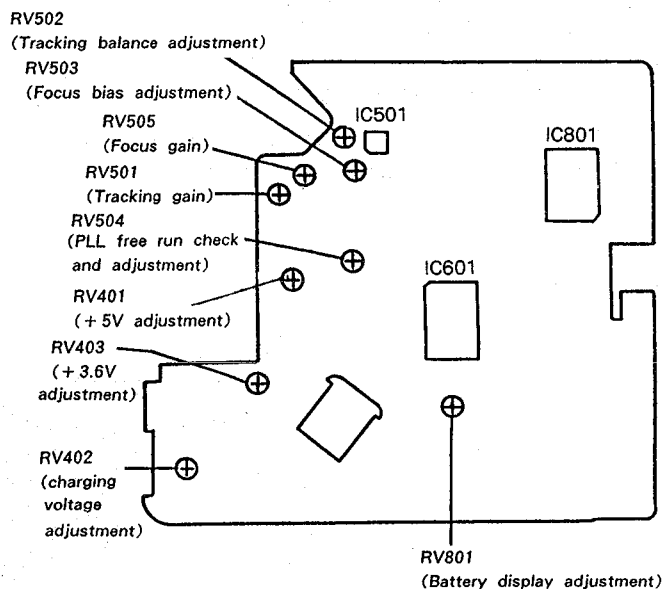 RV502
(Tracking balance adjustment)
RV503
(Focus bias adjustment)
RV505
(Focus gain)
RV501
(Tracking gain)
RV504
(PLL free run check
and adjustment)
RV401
(+5V adjustment)
RV403
(+3.6V
adjustment)
RV402
(charging
voltage
adjustment)
IC501
IC801
IC601
RV801
(Battery display adjustment)